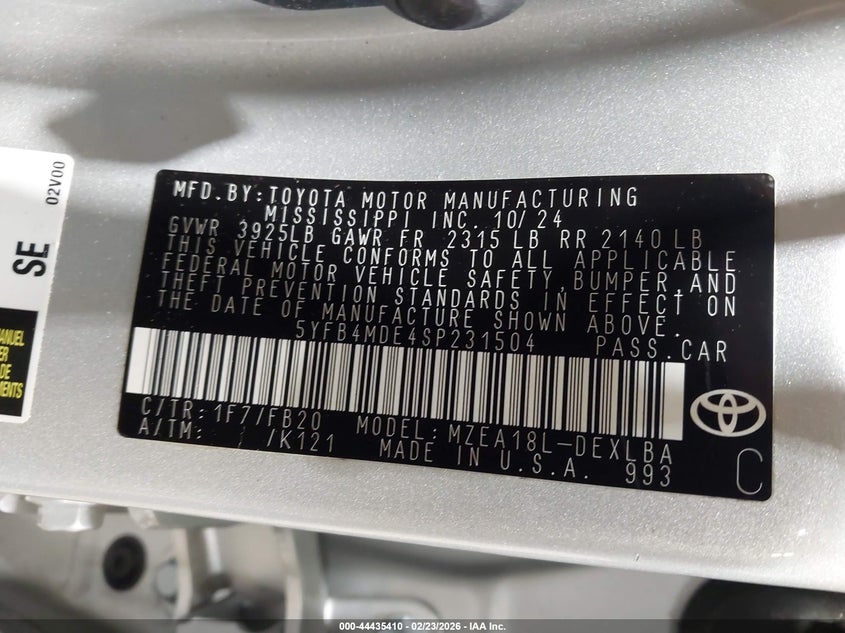 MFD.BY:TOYOTA MOTOR MANUFACTURING
MISSISSIPPI INC. 10/24
GVWR 3925LB GAWR FR 2315 LB RR 2140 LB
THIS VEHICLE CONFORMS TO ALL APPLICABLE
FEDERAL MOTOR VEHICLE SAFETY, BUMPER, AND
THEFT PREVENTION STANDARDS IN EFFECT ON
THE DATE OF MANUFACTURE SHOWN ABOVE.
5YFB4MDE4SP231504 PASS.CAR
C/TR: 1F7/FB20 MODEL: MZEA18L-DEXLBA
A/TM: /K121 MADE IN U.S.A. 993
C
SE
02V00
000-44435410 - 02/23/2026 - IAA Inc.